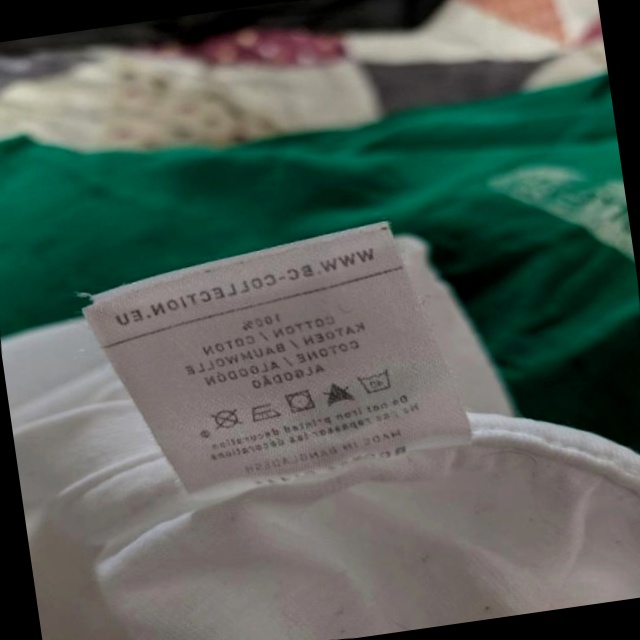 WWW.BC-COLLECTION.EU
100%
COTTON / COTON
KATOEN / BAUMWOLLE
COTONE / ALGODÓN
ALGODÃO
60
Do not iron printed decoration
Ne pas repasser les décorations
MADE IN BANGLADESH